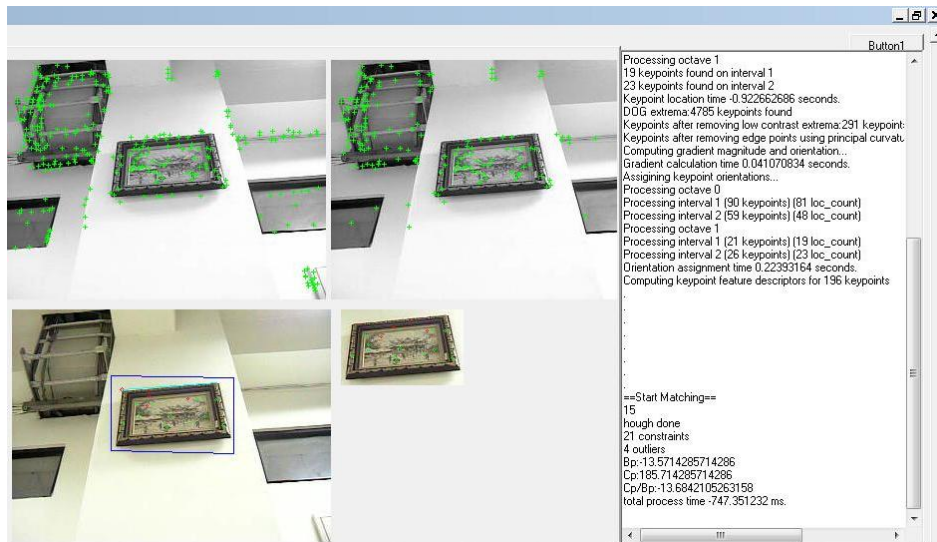 Button1
Processing octave 1
19 keypoints found on interval 1
23 keypoints found on interval 2
Keypoint location time -0.922662686 seconds.
DOG extrema:4785 keypoints found
Keypoints after removing low contrast extrema:291 keypoint:
Keypoints after removing edge points using principal curvatu
Computing gradient magnitude and orientation...
Gradient calculation time 0.041070834 seconds.
Assigining keypoint orientations...
Processing octave 0
Processing interval 1 (90 keypoints) (81 loc_count)
Processing interval 2 (59 keypoints) (48 loc_count)
Processing octave 1
Processing interval 1 (21 keypoints) (19 loc_count)
Processing interval 2 (26 keypoints) (23 loc_count)
Orientation assignment time 0.22393164 seconds.
Computing keypoint feature descriptors for 196 keypoints
.
.
.
.
.
.
.
==Start Matching==
15
hough done
21 constraints
4 outliers
Bp:-13.5714285714286
Cp:185.714285714286
Cp/Bp:-13.6842105263158
total process time -747.351232 ms.